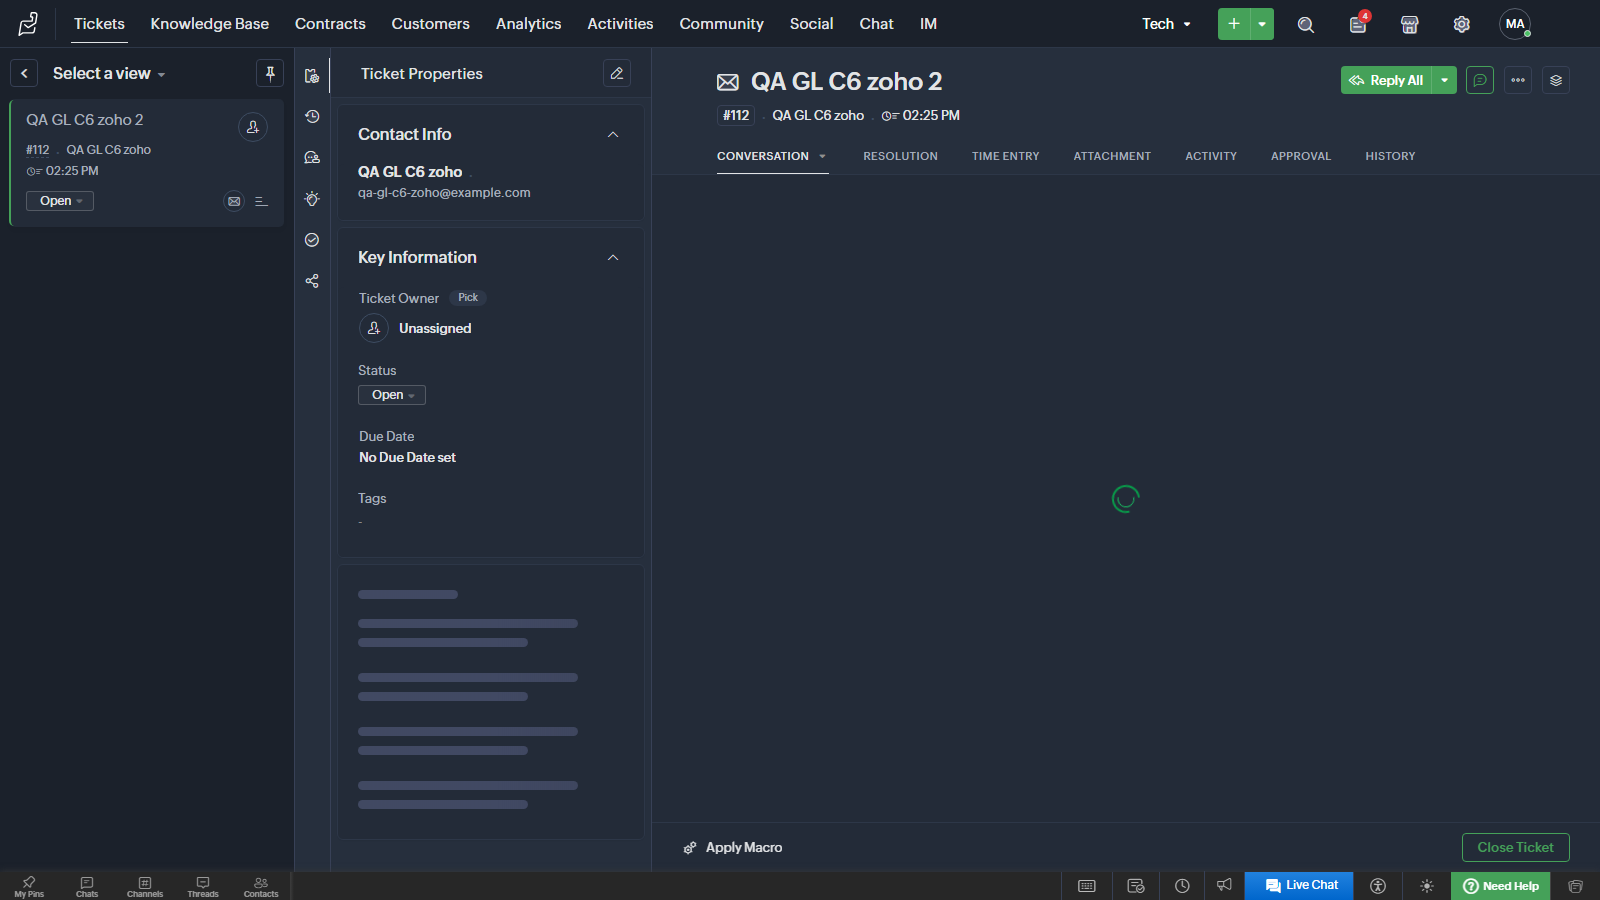 Tickets Knowledge Base Contracts Customers Analytics Activities Community Social Chat IM Tech 4 MA
Select a view
QA GL C6 zoho 2
#112 . QA GL C6 zoho
02:25 PM
Open
Ticket Properties
Contact Info
QA GL C6 zoho
qa-gl-c6-zoho@example.com
Key Information
Ticket Owner Pick
Unassigned
Status
Open
Due Date
No Due Date set
Tags
-
QA GL C6 zoho 2
#112 . QA GL C6 zoho . 02:25 PM
Reply All
CONVERSATION RESOLUTION TIME ENTRY ATTACHMENT ACTIVITY APPROVAL HISTORY
Apply Macro
Close Ticket
My Pins Chats Channels Threads Contacts
Live Chat
Need Help